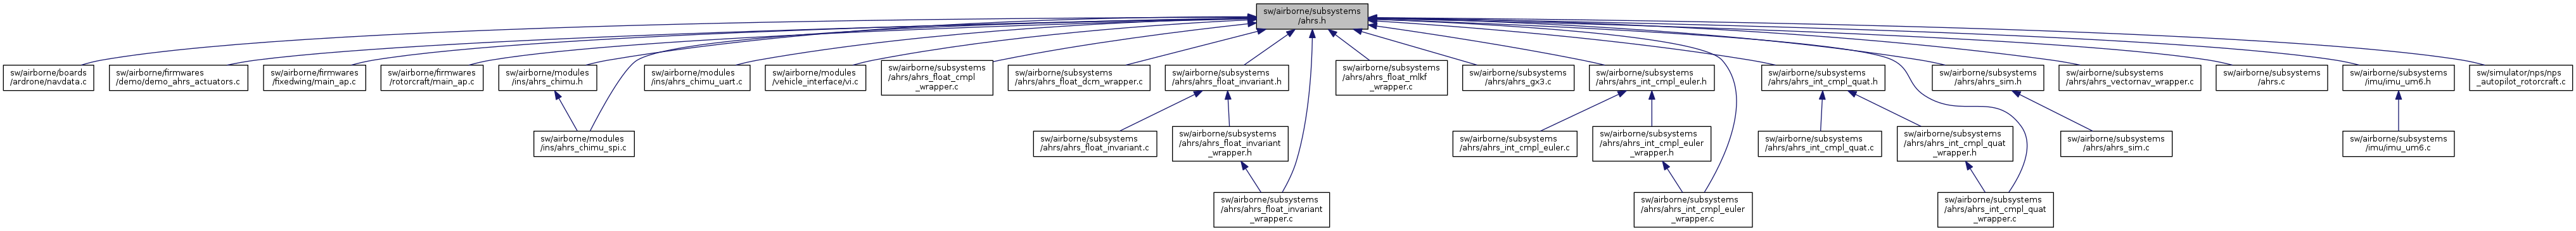 sw/airborne/subsystems
/ahrs.h
sw/airborne/boards
/ardrone/navdata.c
sw/airborne/firmwares
/demo/demo_ahrs_actuators.c
sw/airborne/firmwares
/fixedwing/main_ap.c
sw/airborne/firmwares
/rotorcraft/main_ap.c
sw/airborne/modules
/ins/ahrs_chimu.h
sw/airborne/modules
/ins/ahrs_chimu_uart.c
sw/airborne/modules
/vehicle_interface/vi.c
sw/airborne/subsystems
/ahrs/ahrs_float_cmpl
_wrapper.c
sw/airborne/subsystems
/ahrs/ahrs_float_dcm_wrapper.c
sw/airborne/subsystems
/ahrs/ahrs_float_invariant.h
sw/airborne/subsystems
/ahrs/ahrs_float_mlkf
_wrapper.c
sw/airborne/subsystems
/ahrs/ahrs_gx3.c
sw/airborne/subsystems
/ahrs/ahrs_int_cmpl_euler.h
sw/airborne/subsystems
/ahrs/ahrs_int_cmpl_quat.h
sw/airborne/subsystems
/ahrs/ahrs_sim.h
sw/airborne/subsystems
/ahrs/ahrs_vectornav_wrapper.c
sw/airborne/subsystems
/ahrs.c
sw/airborne/subsystems
/imu/imu_um6.h
sw/simulator/nps/nps
_autopilot_rotorcraft.c
sw/airborne/modules
/ins/ahrs_chimu_spi.c
sw/airborne/subsystems
/ahrs/ahrs_float_invariant.c
sw/airborne/subsystems
/ahrs/ahrs_float_invariant
_wrapper.h
sw/airborne/subsystems
/ahrs/ahrs_int_cmpl_euler.c
sw/airborne/subsystems
/ahrs/ahrs_int_cmpl_euler
_wrapper.h
sw/airborne/subsystems
/ahrs/ahrs_int_cmpl_quat.c
sw/airborne/subsystems
/ahrs/ahrs_int_cmpl_quat
_wrapper.h
sw/airborne/subsystems
/ahrs/ahrs_sim.c
sw/airborne/subsystems
/imu/imu_um6.c
sw/airborne/subsystems
/ahrs/ahrs_float_invariant
_wrapper.c
sw/airborne/subsystems
/ahrs/ahrs_int_cmpl_euler
_wrapper.c
sw/airborne/subsystems
/ahrs/ahrs_int_cmpl_quat
_wrapper.c